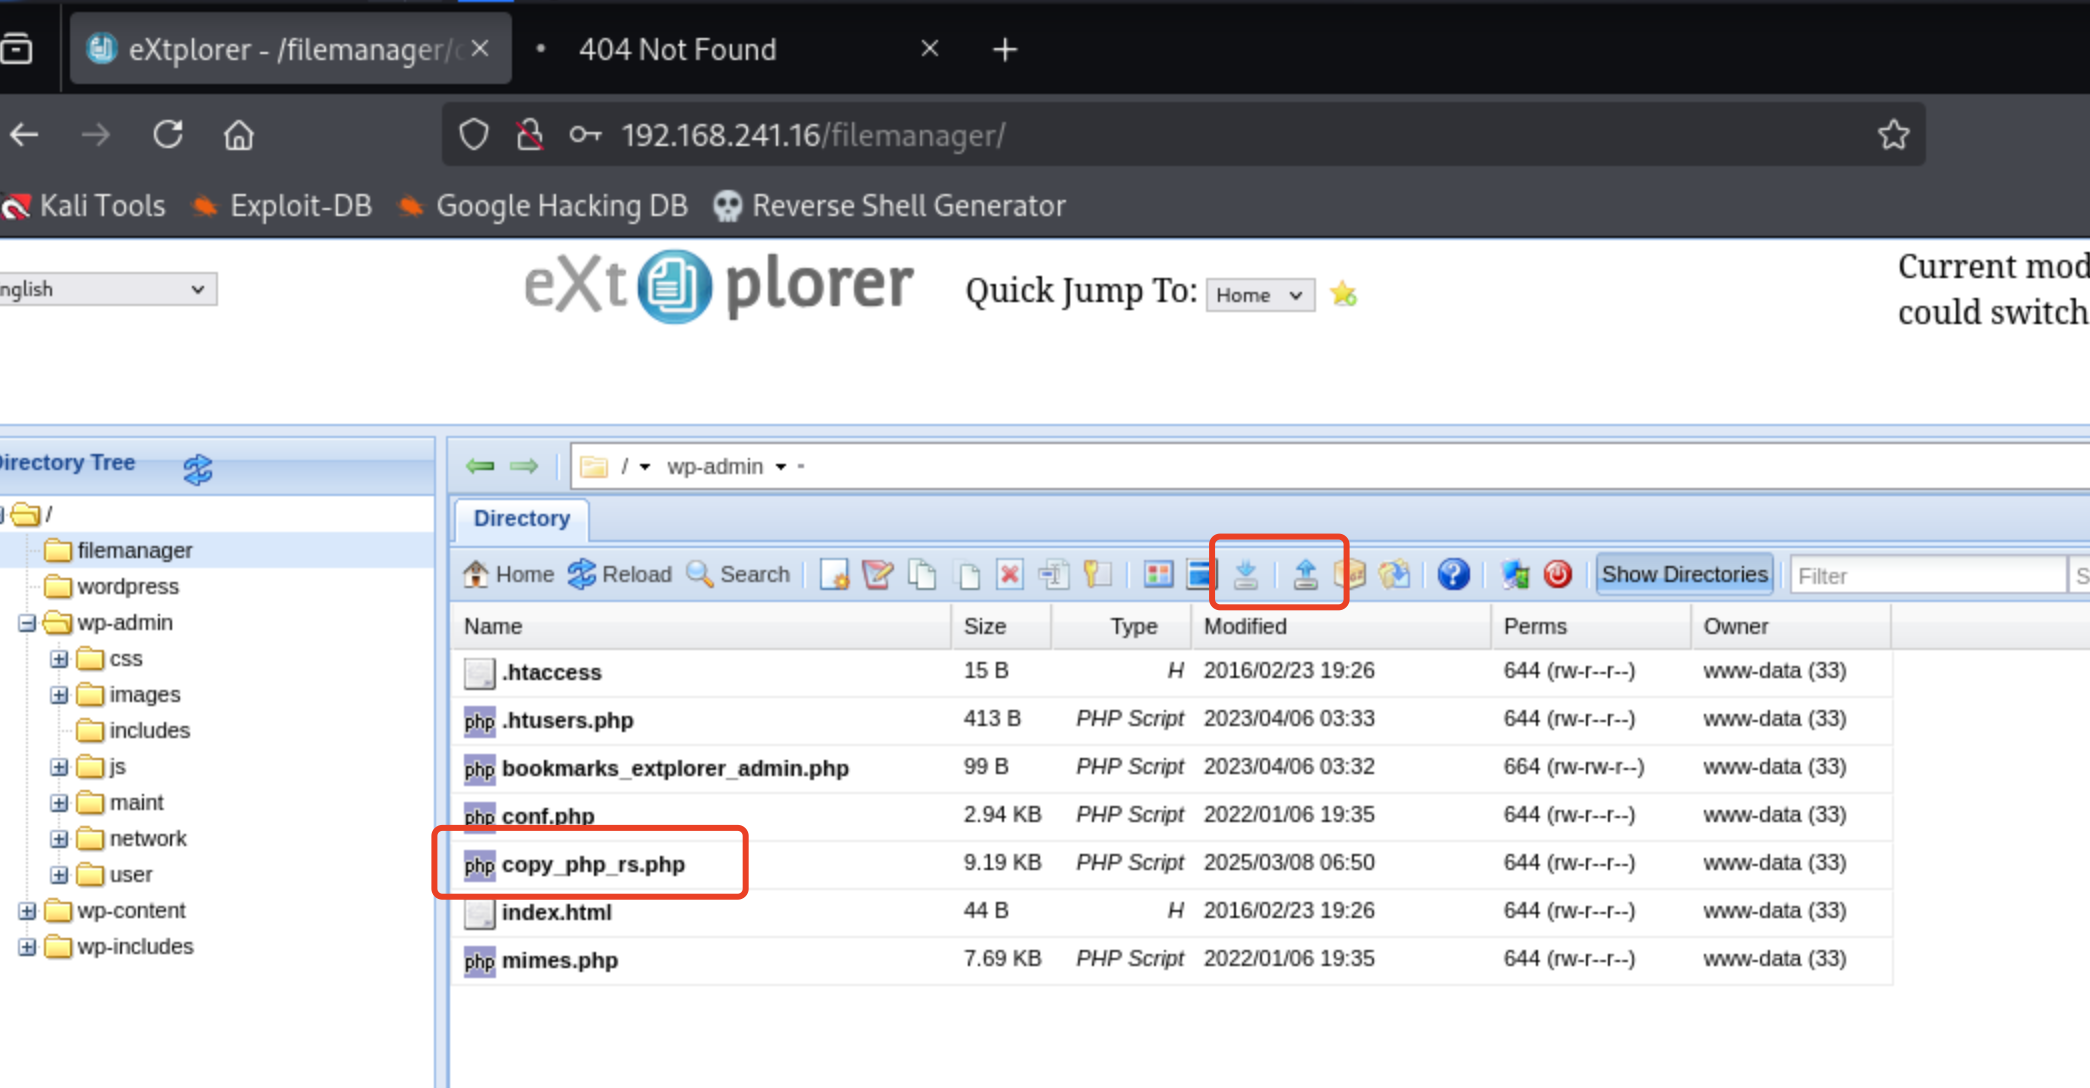 eXtplorer - /filemanager/c
404 Not Found
192.168.241.16/filemanager/
Kali Tools
Exploit-DB
Google Hacking DB
Reverse Shell Generator
nglish
eXtplorer
Quick Jump To:
Home
Current mod
could switch
Directory Tree
/ wp-admin -
/
filemanager
wordpress
wp-admin
css
images
includes
js
maint
network
user
wp-content
wp-includes
Directory
Home Reload Search Show Directories Filter S
Name Size Type Modified Perms Owner
.htaccess 15 B H 2016/02/23 19:26 644 (rw-r--r--) www-data (33)
php .htusers.php 413 B PHP Script 2023/04/06 03:33 644 (rw-r--r--) www-data (33)
php bookmarks_extplorer_admin.php 99 B PHP Script 2023/04/06 03:32 664 (rw-rw-r--) www-data (33)
php conf.php 2.94 KB PHP Script 2022/01/06 19:35 644 (rw-r--r--) www-data (33)
php copy_php_rs.php 9.19 KB PHP Script 2025/03/08 06:50 644 (rw-r--r--) www-data (33)
index.html 44 B H 2016/02/23 19:26 644 (rw-r--r--) www-data (33)
php mimes.php 7.69 KB PHP Script 2022/01/06 19:35 644 (rw-r--r--) www-data (33)